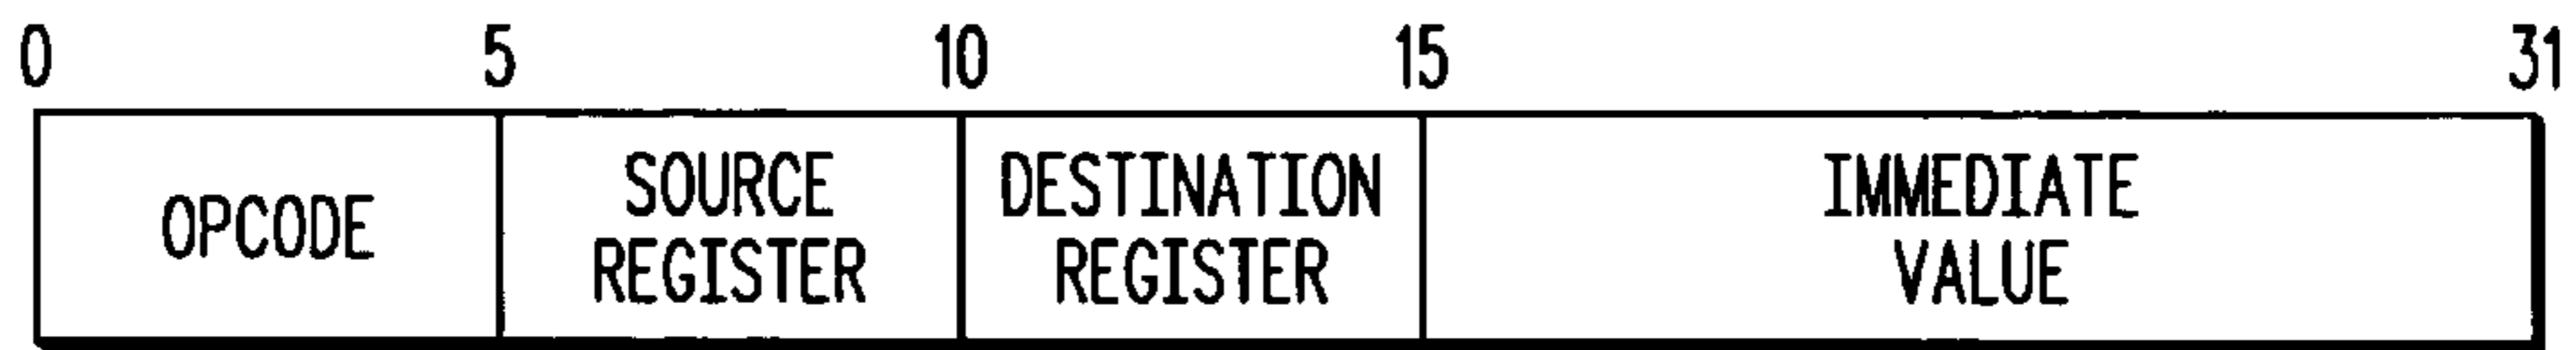 0 5 10 15 31
OPCODE
SOURCE
REGISTER
DESTINATION
REGISTER
IMMEDIATE
VALUE